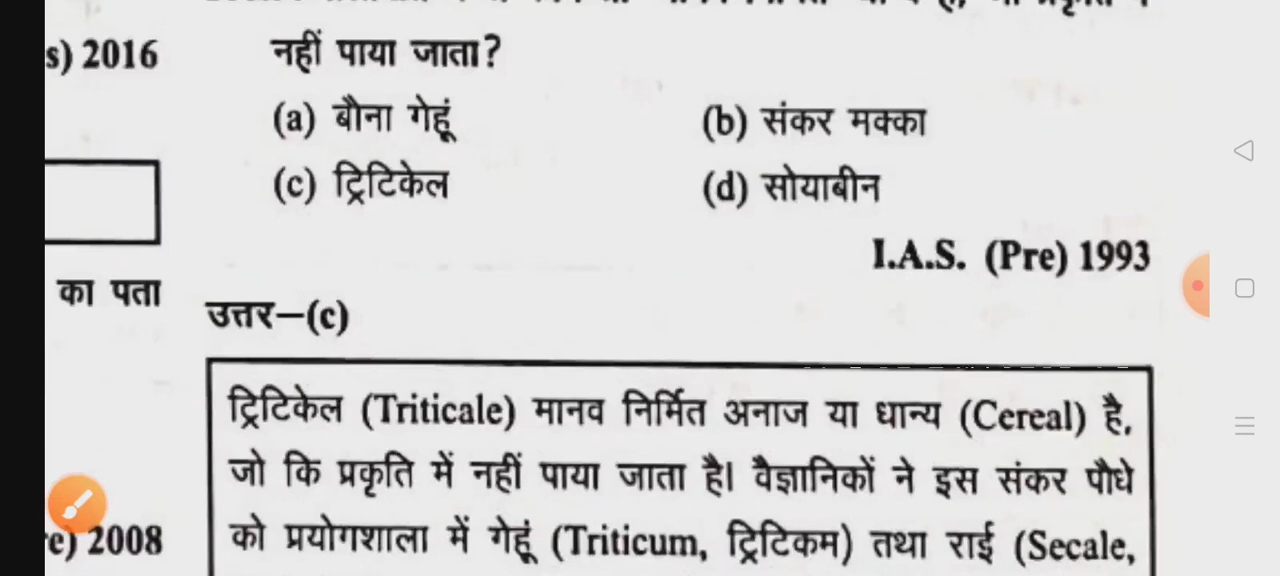 s) 2016
नहीं पाया जाता?
(a) बौना गेहूं (b) संकर मक्का
(c) ट्रिटिकेल (d) सोयाबीन
I.A.S. (Pre) 1993
का पता
उत्तर–(c)
ट्रिटिकेल (Triticale) मानव निर्मित अनाज या धान्य (Cereal) है,
जो कि प्रकृति में नहीं पाया जाता है। वैज्ञानिकों ने इस संकर पौधे
e) 2008
को प्रयोगशाला में गेहूं (Triticum, ट्रिटिकम) तथा राई (Secale,